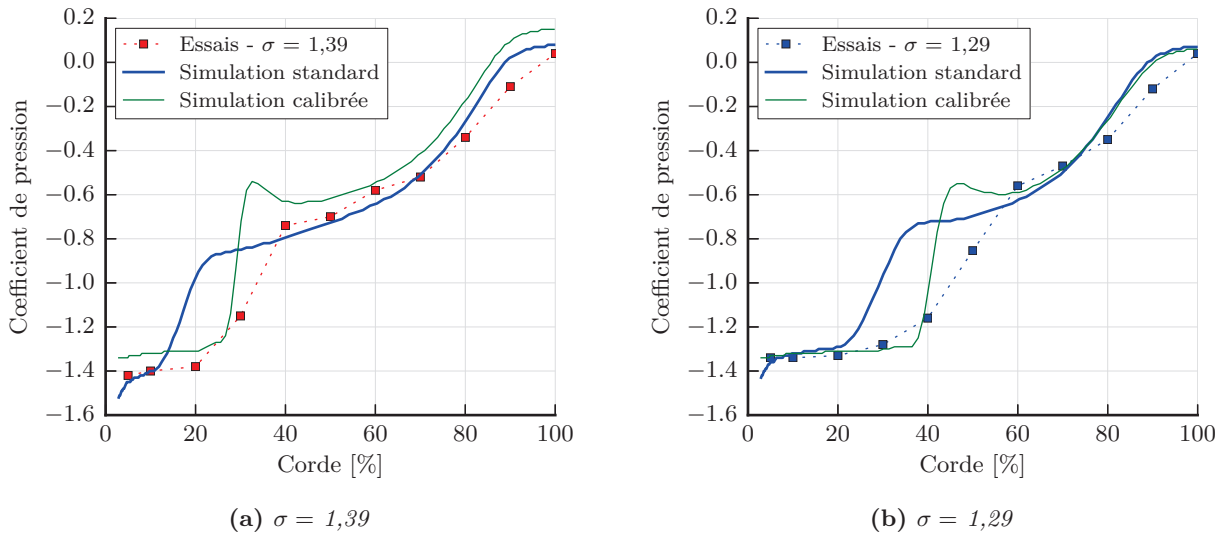 0.2
0.0
−0.2
−0.4
−0.6
−0.8
−1.0
−1.2
−1.4
−1.6
Cœfficient de pression
Essais - σ = 1,39
Simulation standard
Simulation calibrée
0 20 40 60 80 100
Corde [%]
(a) σ = 1,39
0.2
0.0
−0.2
−0.4
−0.6
−0.8
−1.0
−1.2
−1.4
−1.6
Cœfficient de pression
Essais - σ = 1,29
Simulation standard
Simulation calibrée
0 20 40 60 80 100
Corde [%]
(b) σ = 1,29